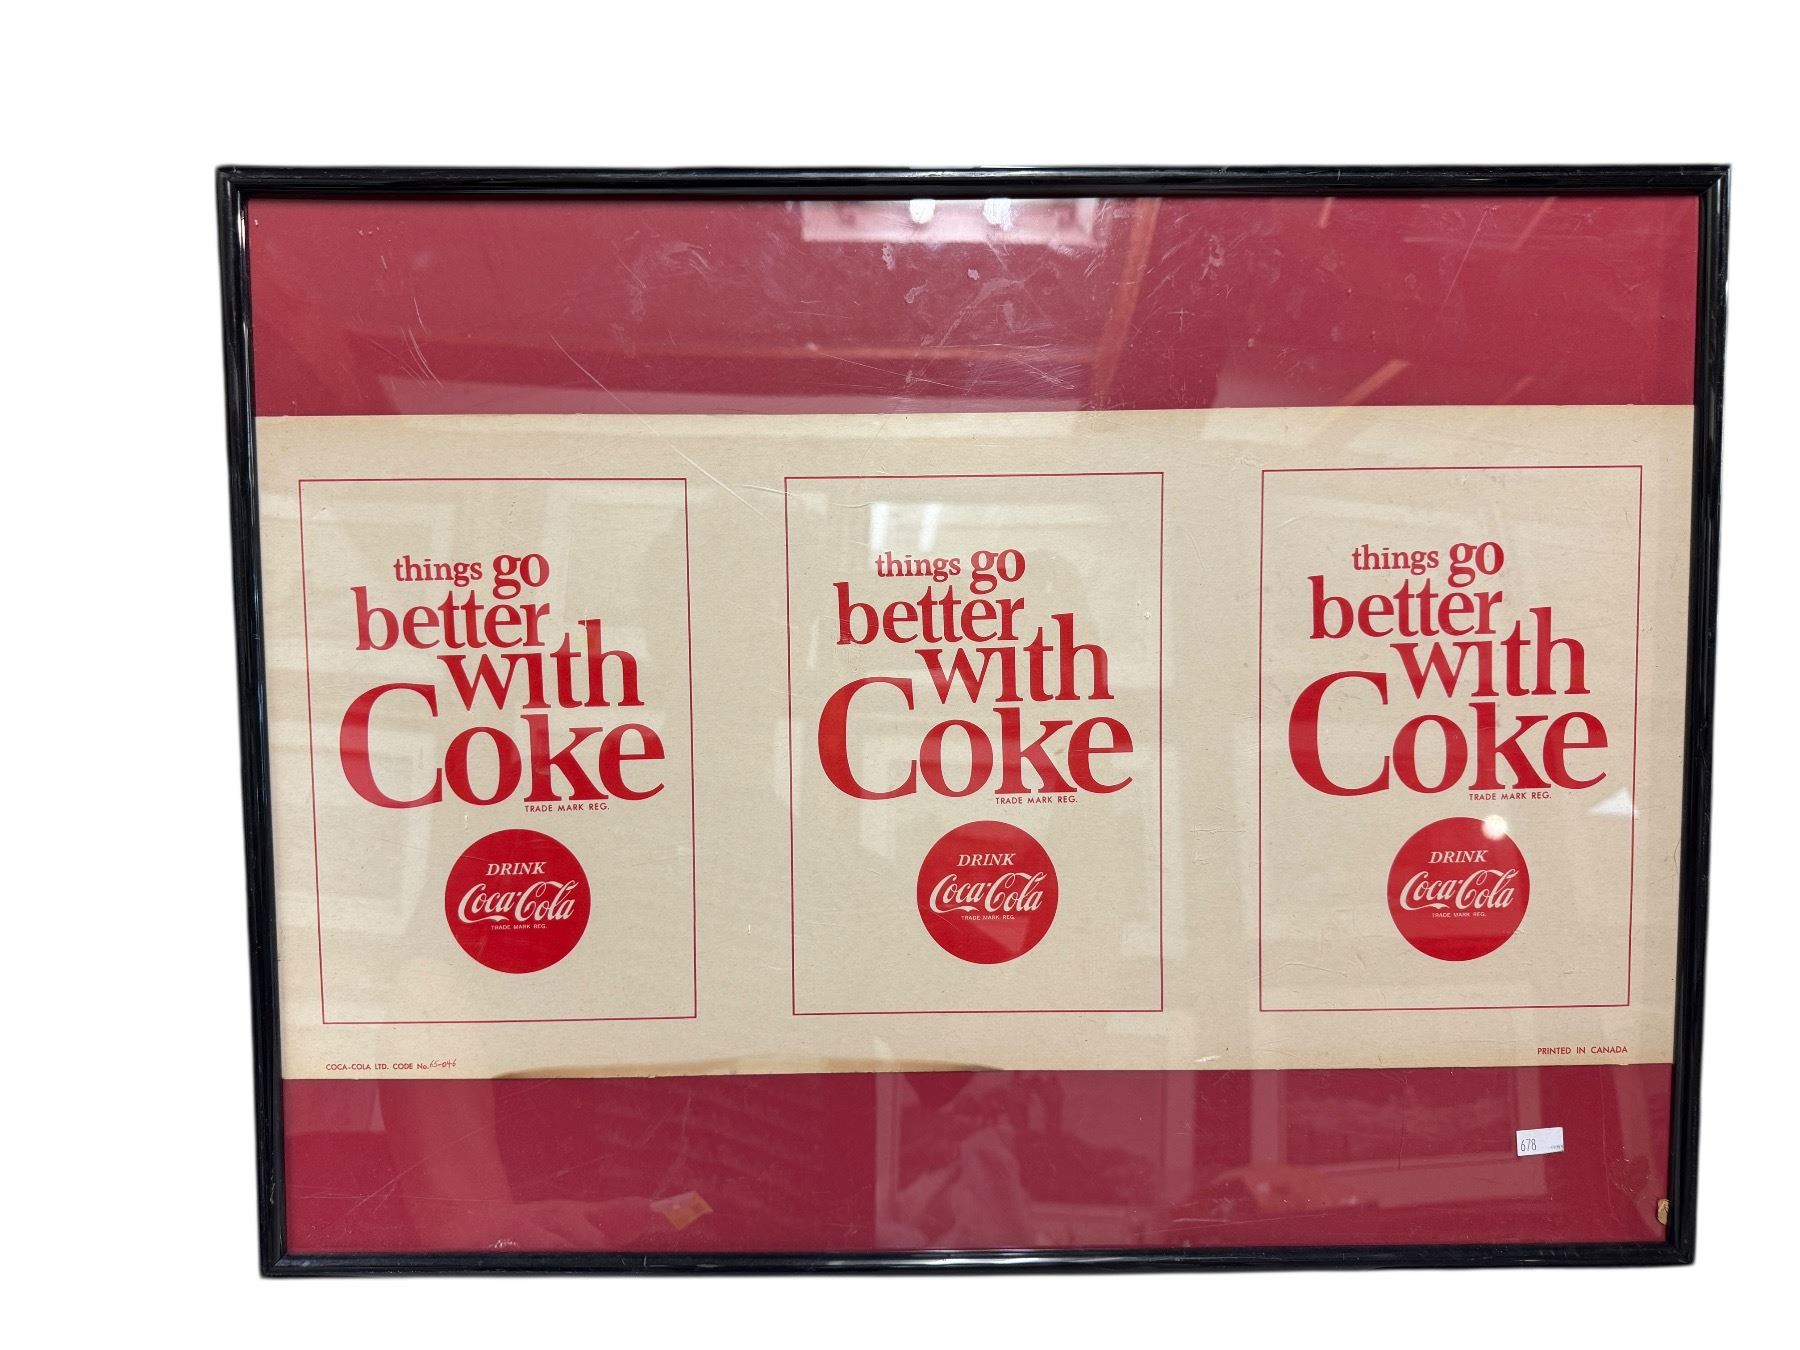 things go
better
with
Coke
TRADE MARK REG.
DRINK
Coca-Cola
TRADE MARK REG.
things go
better
with
Coke
TRADE MARK REG.
DRINK
Coca-Cola
TRADE MARK REG.
things go
better
with
Coke
TRADE MARK REG.
DRINK
Coca-Cola
TRADE MARK REG.
COCA-COLA LTD. CODE No. 65-046
PRINTED IN CANADA
678